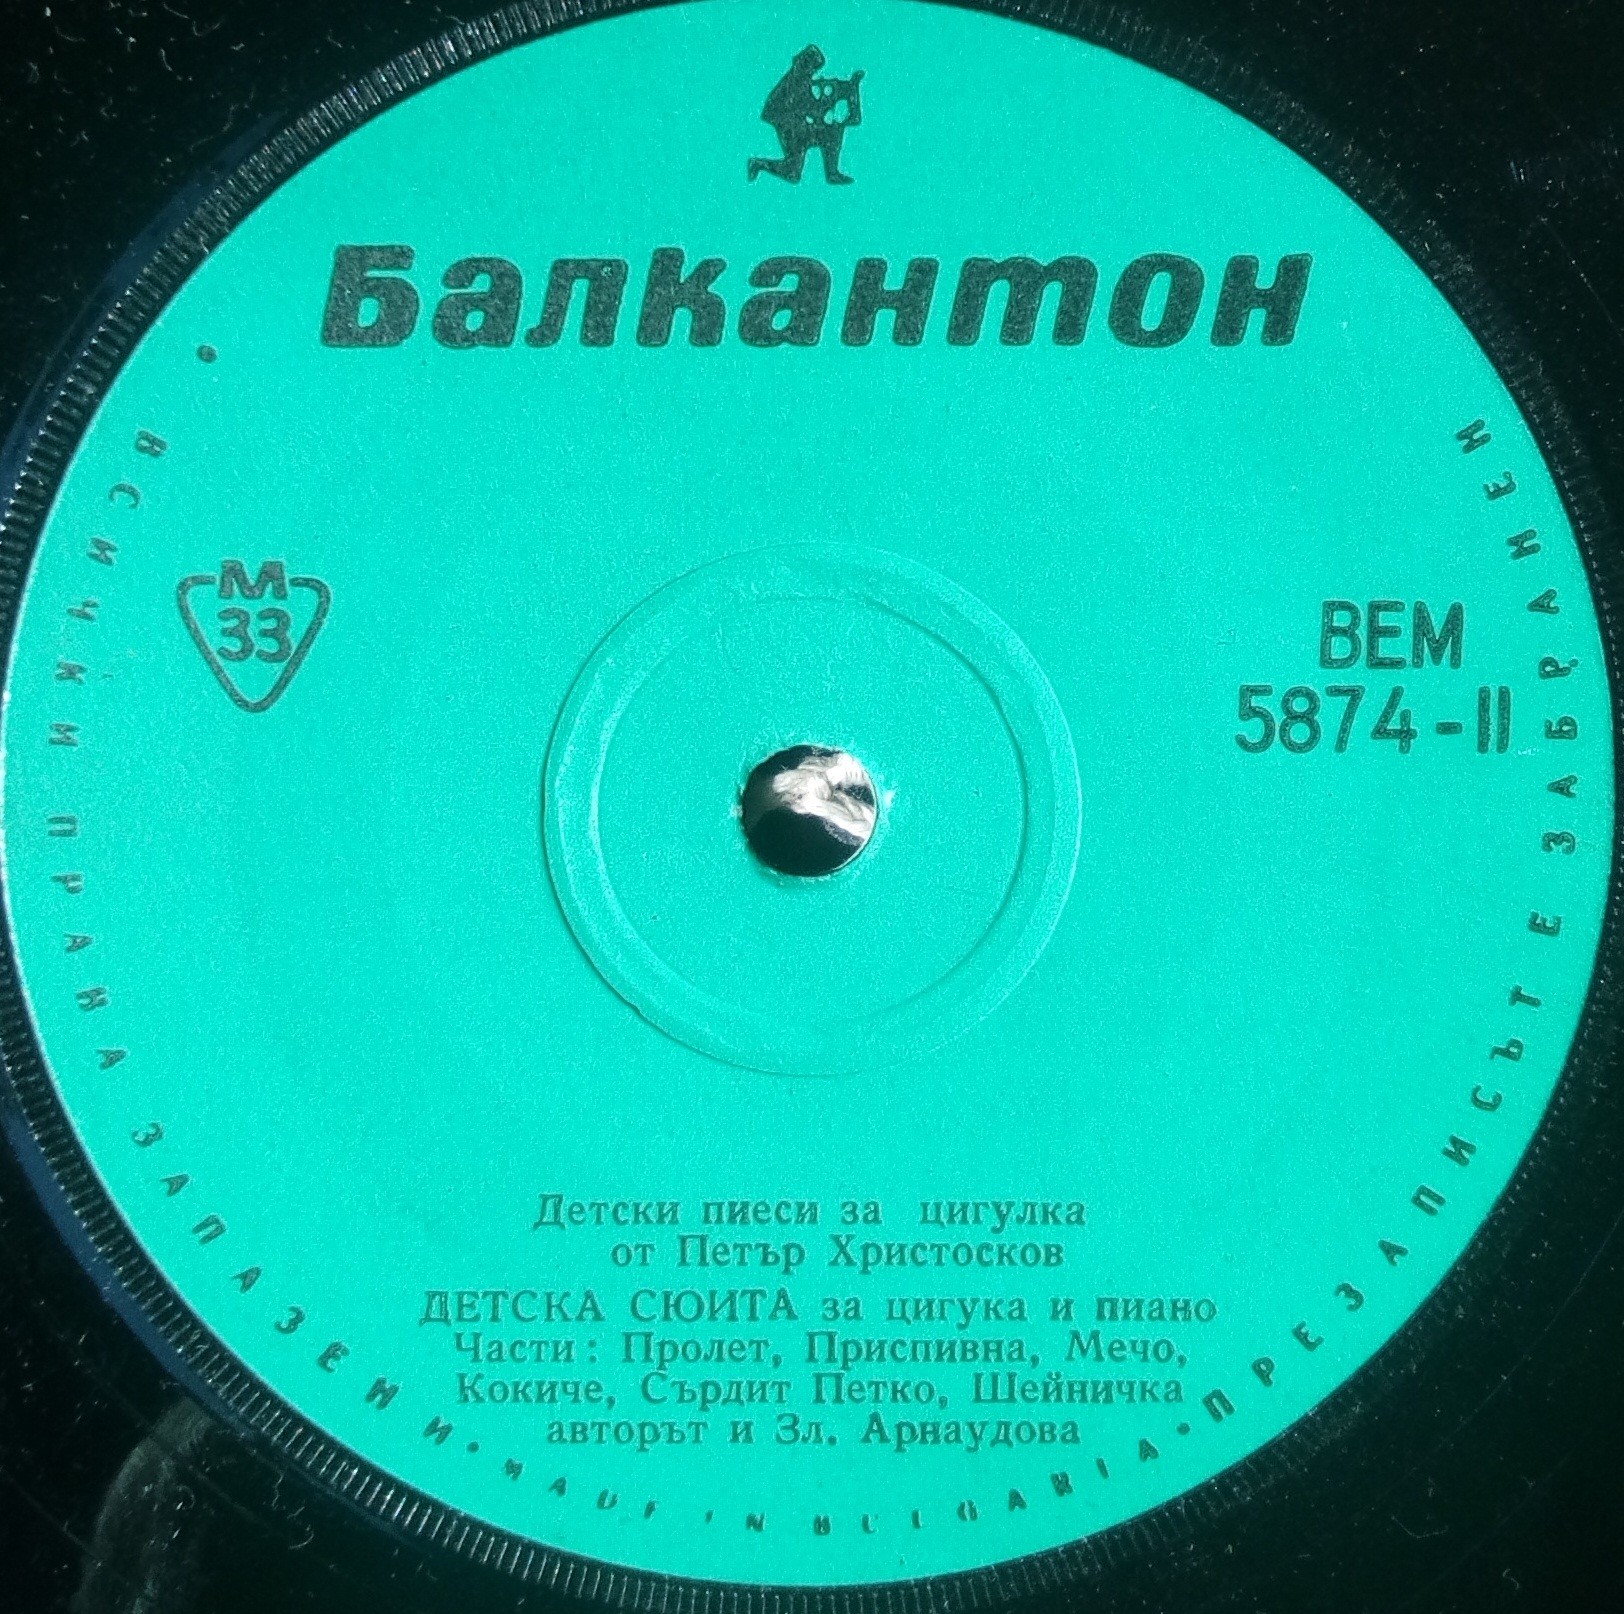 Балкантон
М
33
ВЕМ
5874-II
Детски пиеси за цигулка
от Петър Христосков
ДЕТСКА СЮИТА за цигука и пиано
Части: Пролет, Приспивна, Мечо,
Кокиче, Сърдит Петко, Шейничка
авторът и Зл. Арнаудова
• ВСИЧКИ ПРАВА ЗАПАЗЕНИ • MADE IN BULGARIA • ПРЕЗАПИСЪТ Е ЗАБРАНЕН